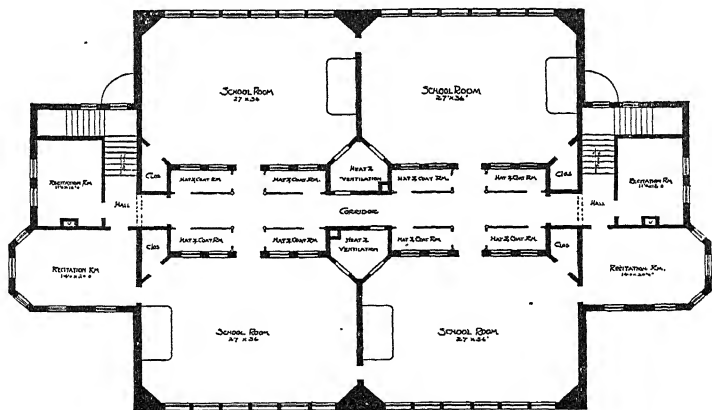 SCHOOL ROOM
27 X 36
SCHOOL ROOM
27'X 36'
CLOS
HAT & COAT RM.
HAT & COAT RM.
HEAT &
VENTILATION
HAT & COAT RM.
HAT & COAT RM.
CLOS
RECITATION RM
HALL
CORRIDOR
HALL
RECITATION RM
CLOS
HAT & COAT RM
HAT & COAT RM
HEAT &
VENTILATION
HAT & COAT RM
HAT & COAT RM.
CLOS
RECITATION RM
RECITATION RM.
SCHOOL ROOM
27 X 36
SCHOOL ROOM
27 X 36'